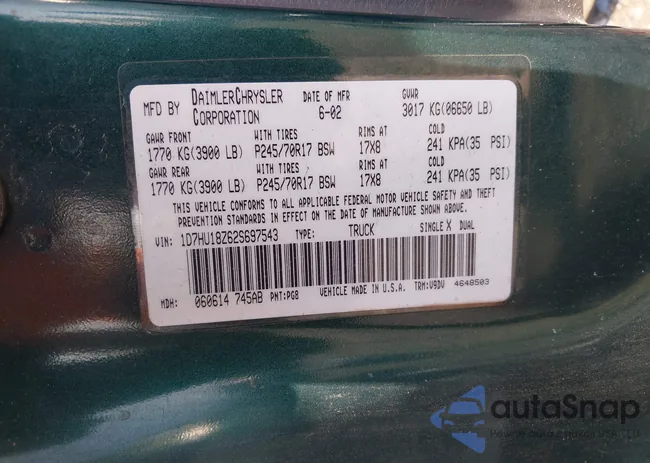 MFD BY DAIMLERCHRYSLER CORPORATION DATE OF MFR 6-02 GVWR 3017 KG(06650 LB)
GAWR FRONT WITH TIRES RIMS AT COLD
1770 KG(3900 LB) P245/70R17 BSW 17X8 241 KPA(35 PSI)
GAWR REAR WITH TIRES RIMS AT COLD
1770 KG(3900 LB) P245/70R17 BSW 17X8 241 KPA(35 PSI)
THIS VEHICLE CONFORMS TO ALL APPLICABLE FEDERAL MOTOR VEHICLE SAFETY AND THEFT
PREVENTION STANDARDS IN EFFECT ON THE DATE OF MANUFACTURE SHOWN ABOVE.
VIN: 1D7HU18Z62S697543 TYPE: TRUCK SINGLE X DUAL
MDH: 060614 745AB PNT:PG8 VEHICLE MADE IN U.S.A. TRM:V9DV 4648503
autoSnap